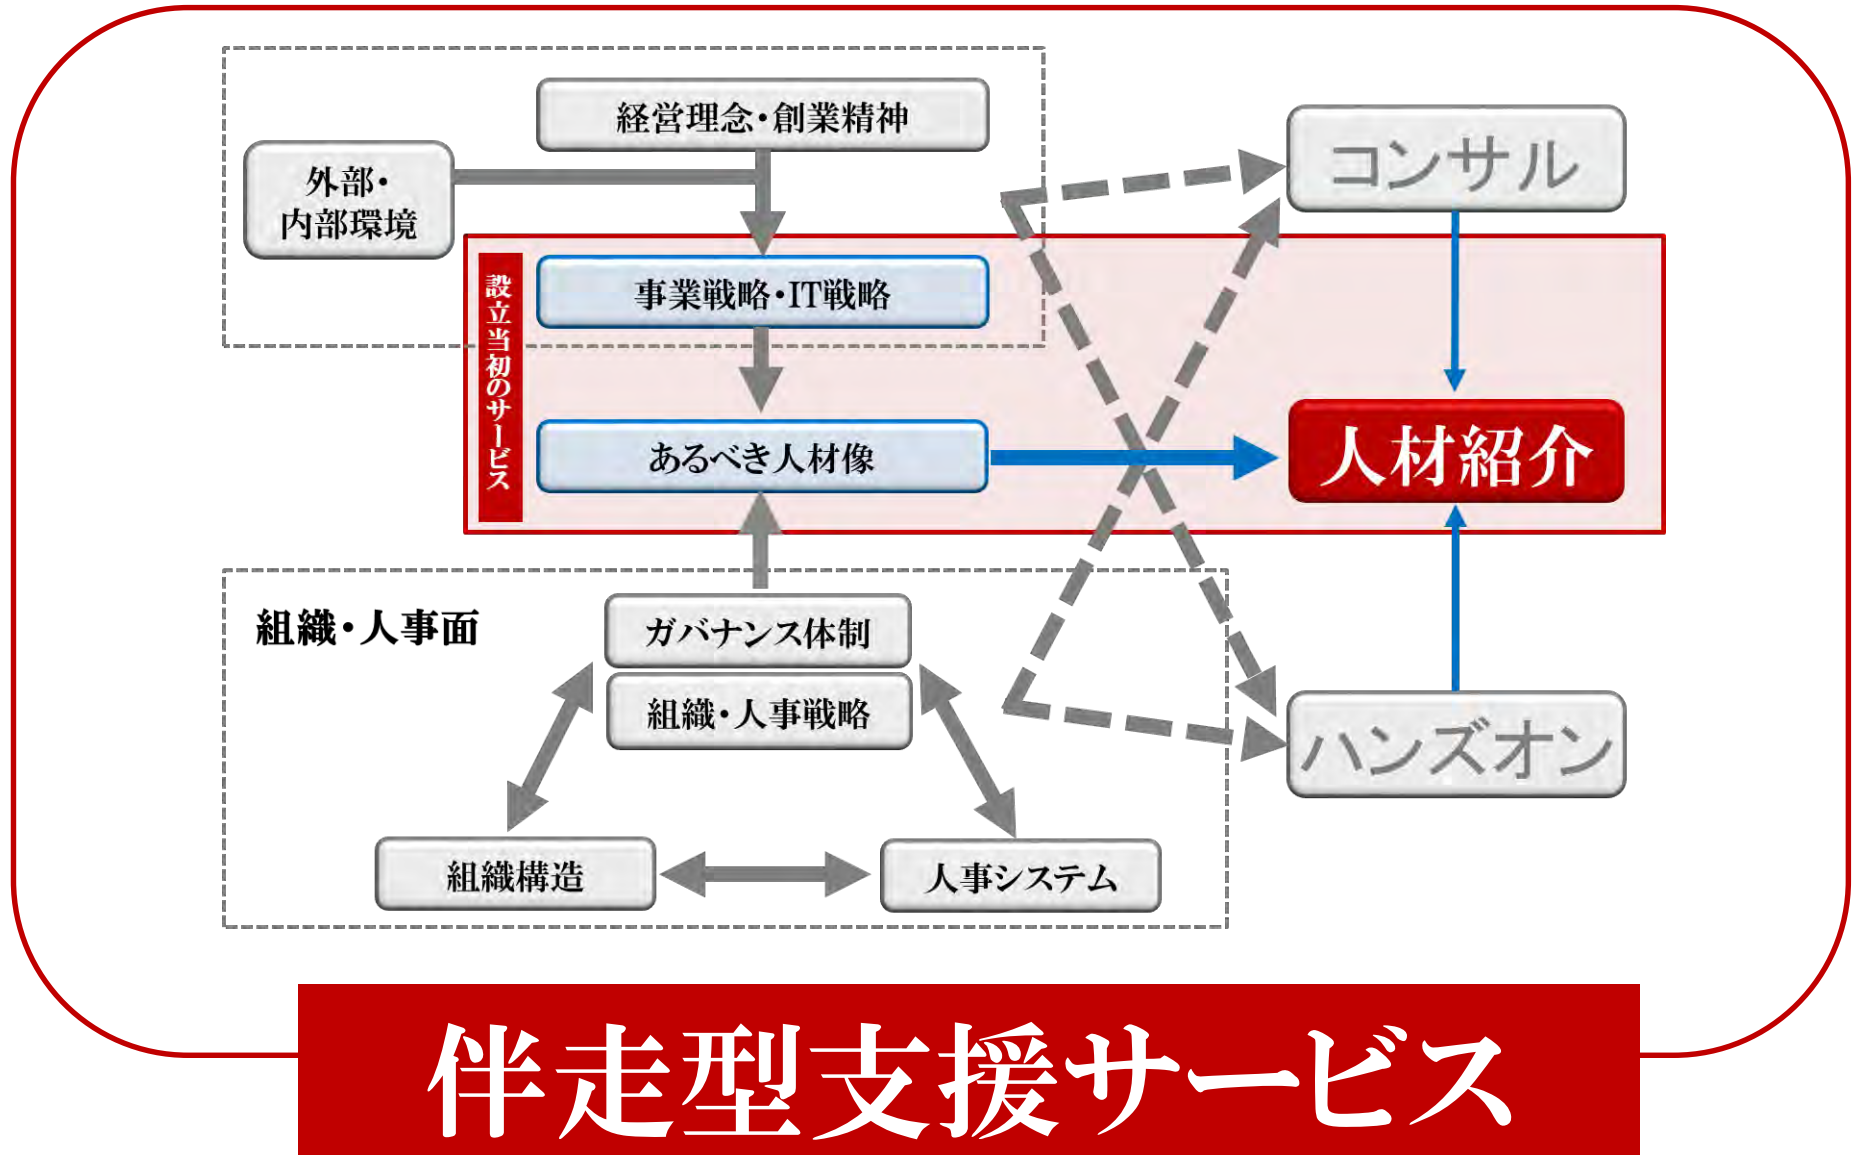 経営理念・創業精神
外部・
内部環境
コンサル
設立当初のサービス
事業戦略・IT戦略
あるべき人材像
人材紹介
組織・人事面
ガバナンス体制
組織・人事戦略
ハンズオン
組織構造
人事システム
伴走型支援サービス